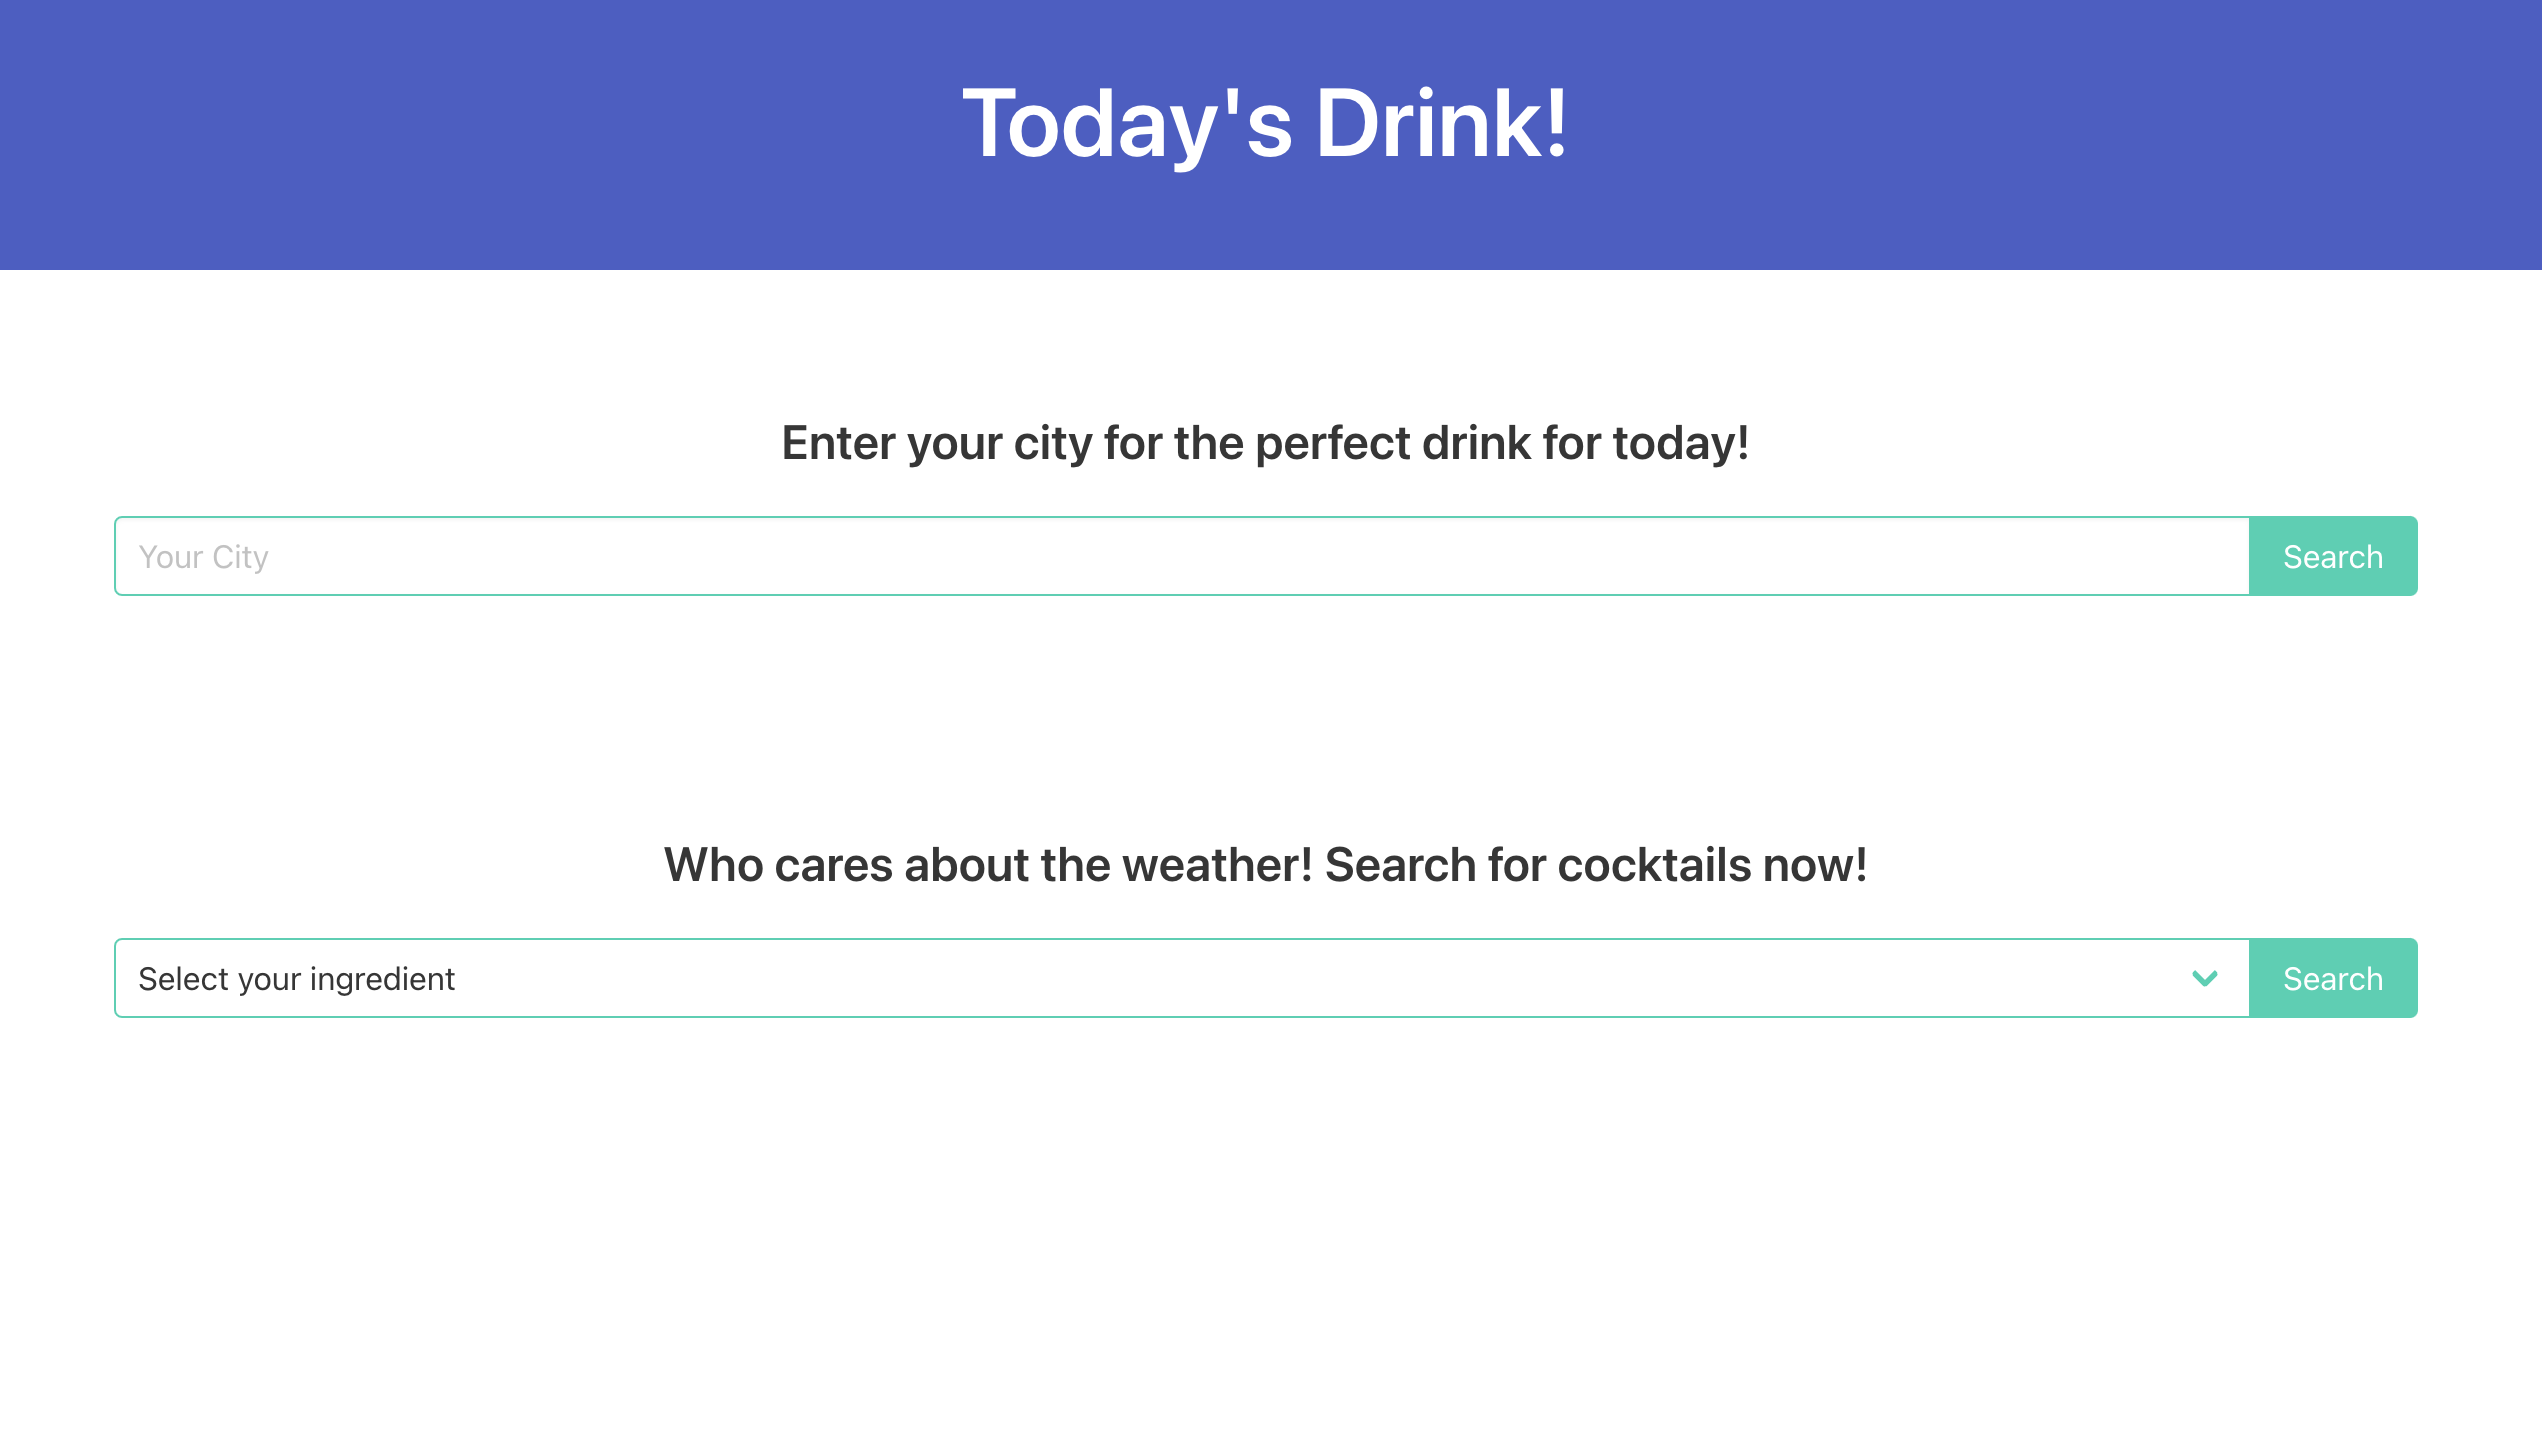 Today's Drink!
Enter your city for the perfect drink for today!
Your City
Search
Who cares about the weather! Search for cocktails now!
Select your ingredient
Search